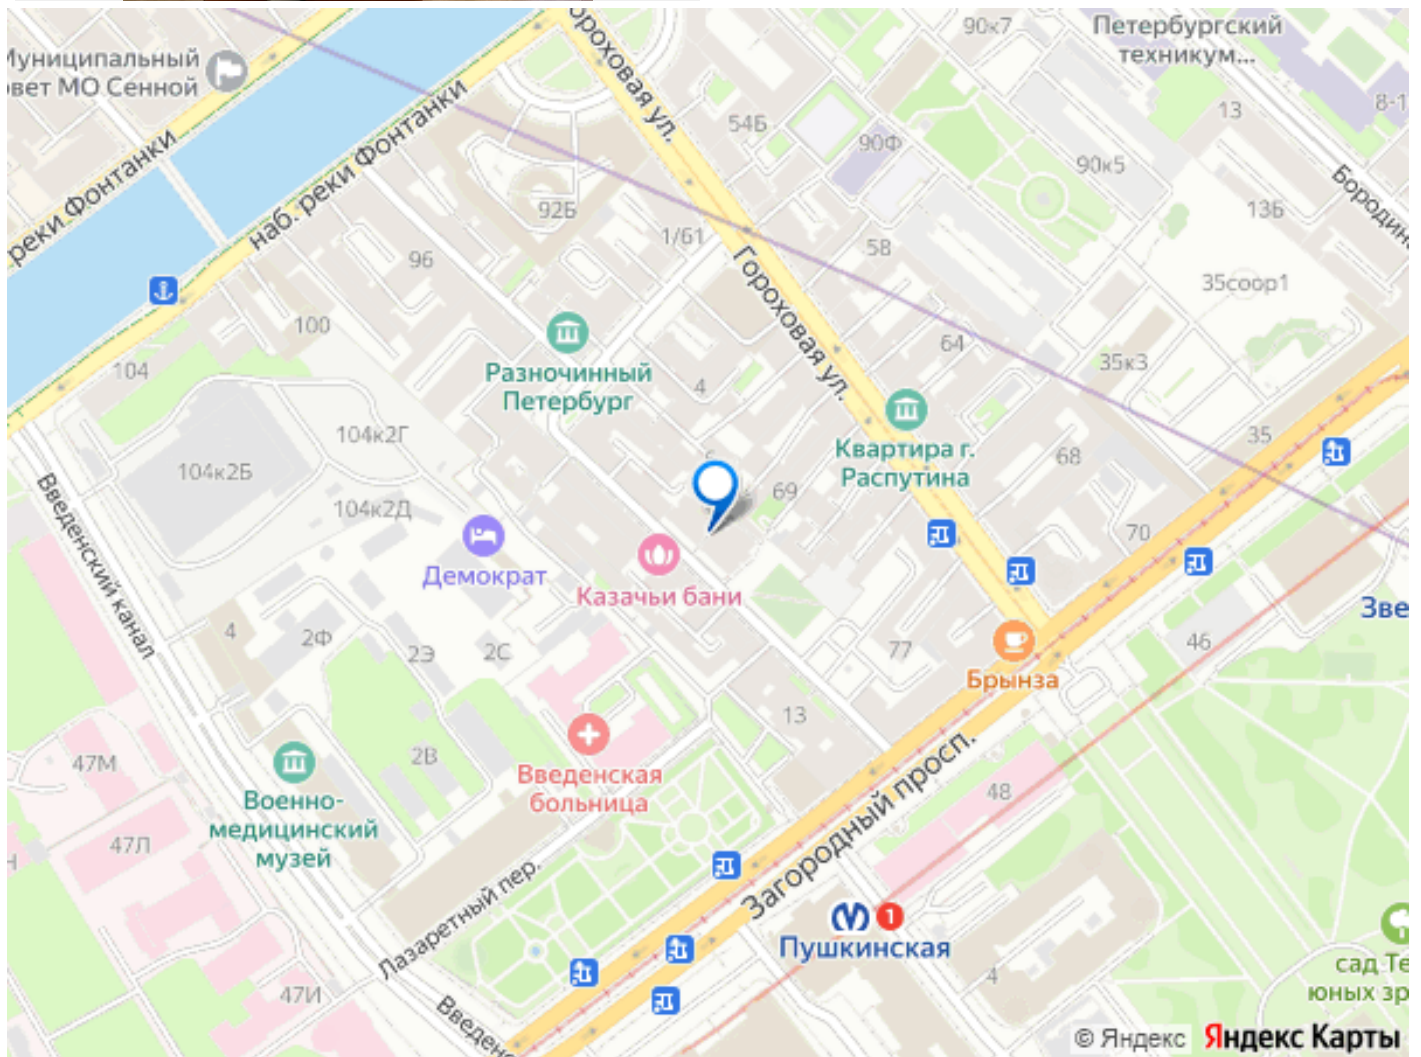 90к7
Петербургский
техникум...
Муниципальный
овет МО Сенной
8-1
13
Гороховая ул.
54Б
90Ф
90к5
реки Фонтанки
наб. реки Фонтанки
92Б
13Б
Бородин
1/61
58
96
Гороховая ул.
35соор1
100
64
35к3
104
Разночинный
Петербург
4
104к2Г
Квартира г.
Распутина
35
68
104к2Б
104к2Д
69
70
Введенский канал
Демократ
Казачьи бани
Зве
4
2Ф
2Э
2С
77
46
Брынза
13
2В
47М
Введенская
больница
Загородный просп.
48
Военно-
медицинский
музей
47Л
Н
Лазаретный пер.
1
Пушкинская
4
47И
сад Те
юных зр
Введенс
© Яндекс Яндекс Карты